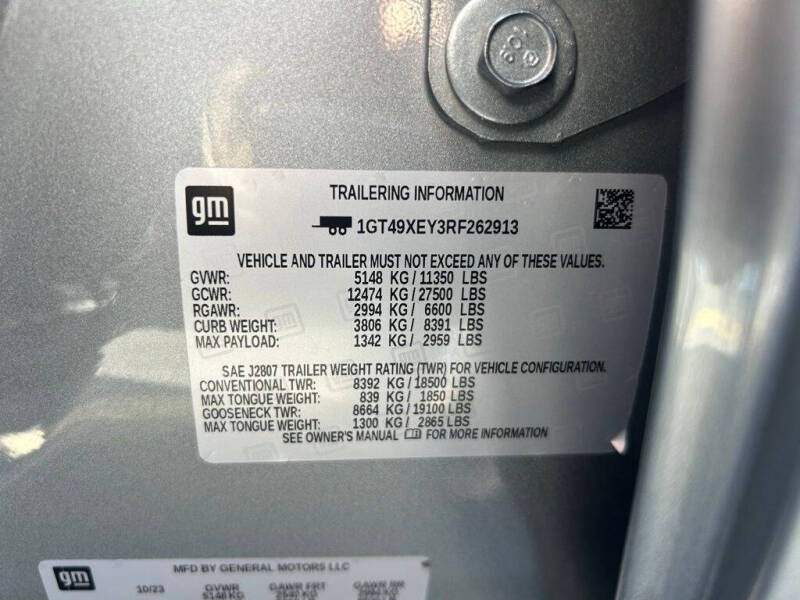 gm TRAILERING INFORMATION
1GT49XEY3RF262913
VEHICLE AND TRAILER MUST NOT EXCEED ANY OF THESE VALUES.
GVWR: 5148 KG / 11350 LBS
GCWR: 12474 KG / 27500 LBS
RGAWR: 2994 KG / 6600 LBS
CURB WEIGHT: 3806 KG / 8391 LBS
MAX PAYLOAD: 1342 KG / 2959 LBS
SAE J2807 TRAILER WEIGHT RATING (TWR) FOR VEHICLE CONFIGURATION.
CONVENTIONAL TWR: 8392 KG / 18500 LBS
MAX TONGUE WEIGHT: 839 KG / 1850 LBS
GOOSENECK TWR: 8664 KG / 19100 LBS
MAX TONGUE WEIGHT: 1300 KG / 2865 LBS
SEE OWNER'S MANUAL FOR MORE INFORMATION
gm MFD BY GENERAL MOTORS LLC
10/23 GVWR GAWR FRT GAWR RR
5148 KG